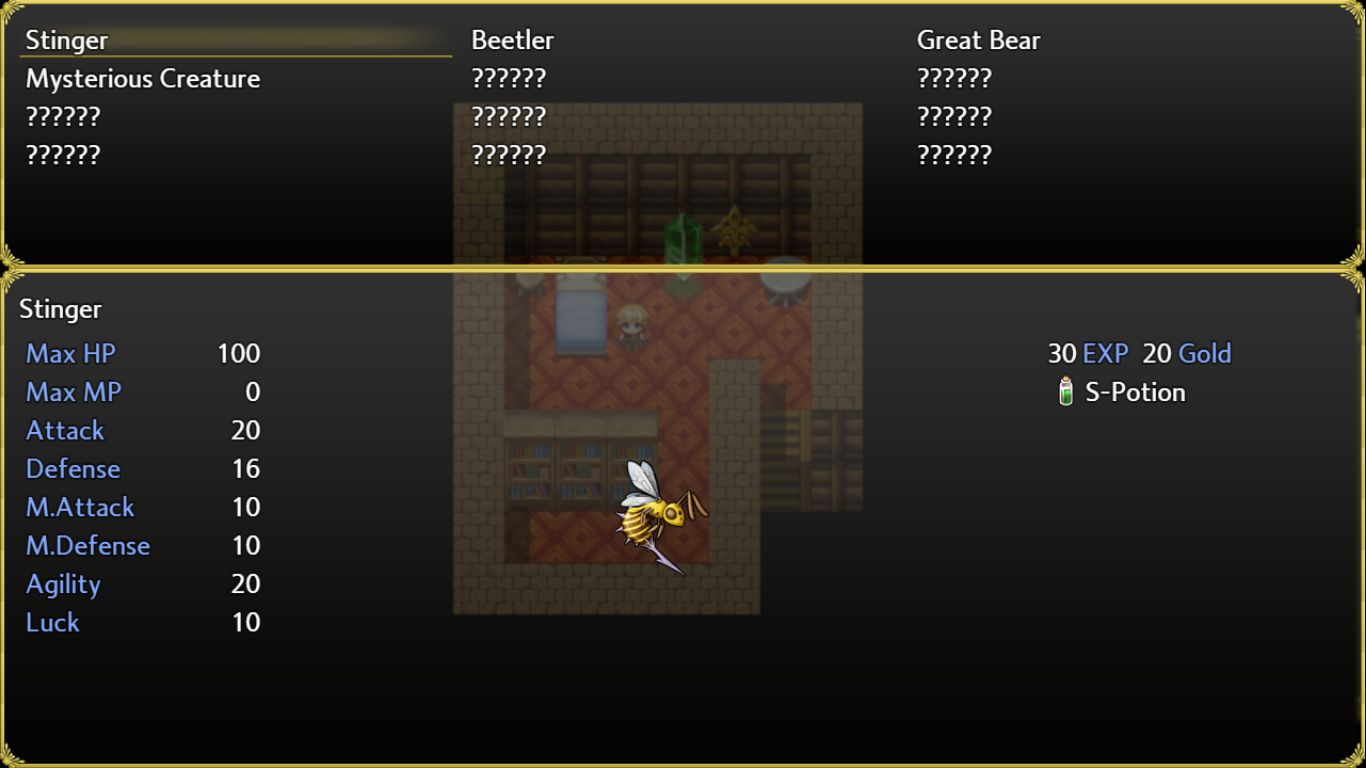 Stinger Beetler Great Bear
Mysterious Creature ?????? ??????
?????? ?????? ??????
?????? ?????? ??????
Stinger
Max HP 100 30 EXP 20 Gold
Max MP 0 S-Potion
Attack 20
Defense 16
M.Attack 10
M.Defense 10
Agility 20
Luck 10